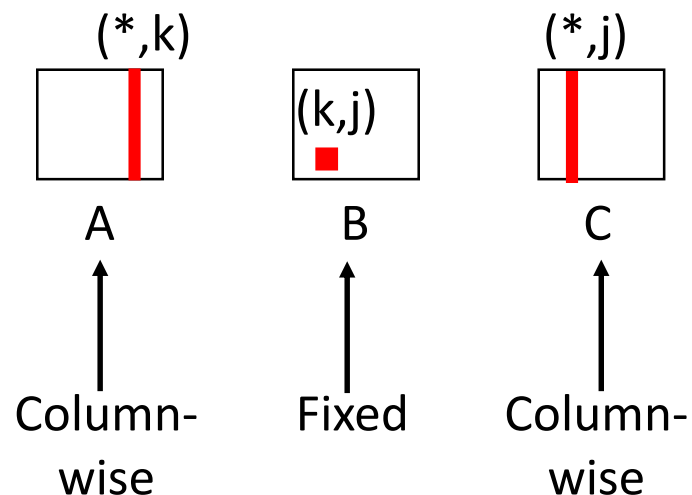 (*,k)
(*,j)
(k,j)
A
B
C
Column-
wise
Fixed
Column-
wise